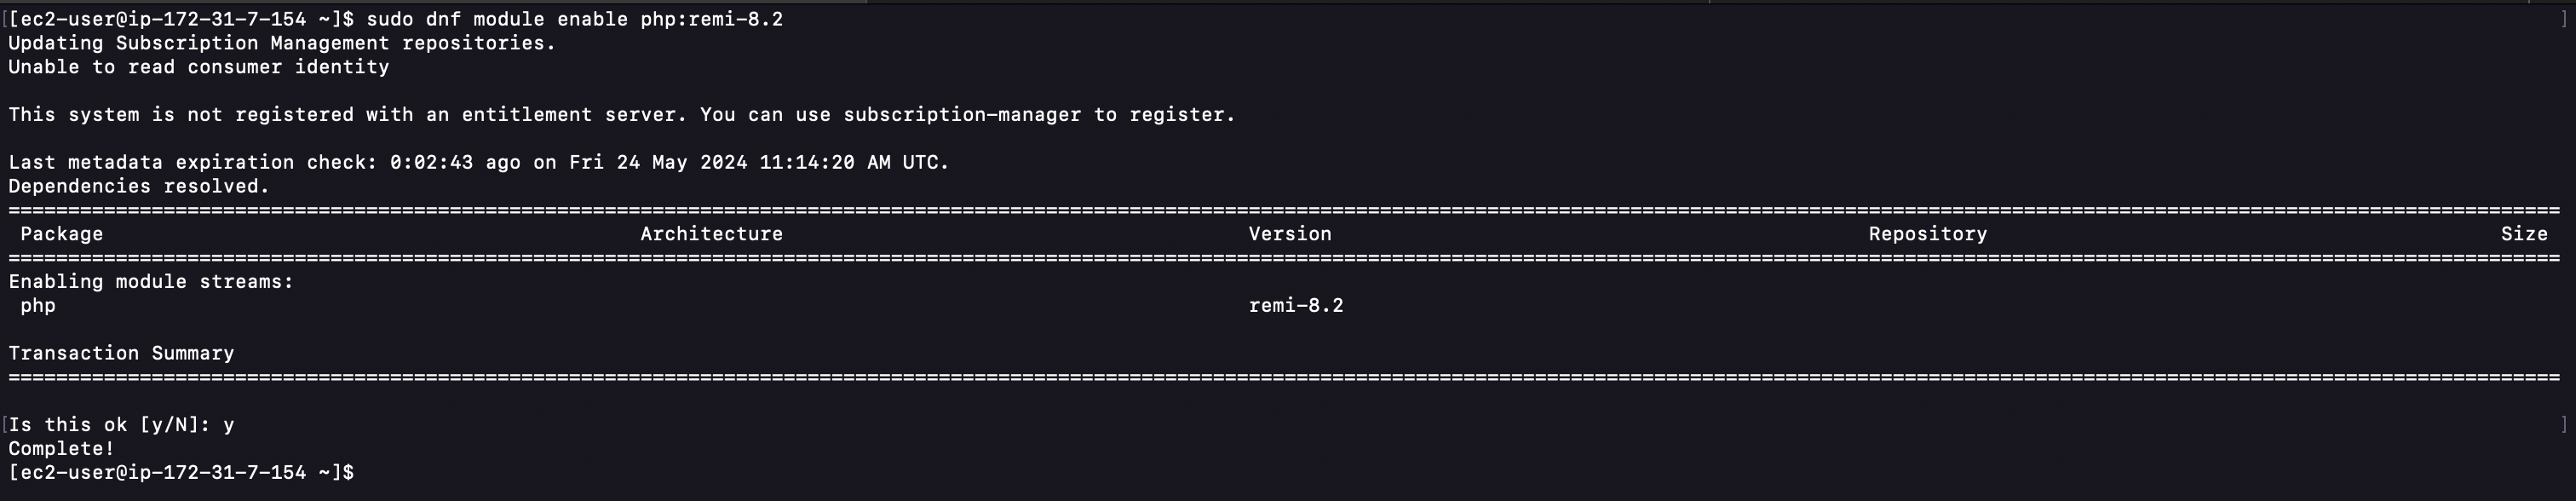 [[ec2-user@ip-172-31-7-154 ~]$ sudo dnf module enable php:remi-8.2 ]
Updating Subscription Management repositories.
Unable to read consumer identity
This system is not registered with an entitlement server. You can use subscription-manager to register.
Last metadata expiration check: 0:02:43 ago on Fri 24 May 2024 11:14:20 AM UTC.
Dependencies resolved.
================================================================================
Package Architecture Version Repository Size
================================================================================
Enabling module streams:
php remi-8.2
Transaction Summary
================================================================================
[Is this ok [y/N]: y ]
Complete!
[ec2-user@ip-172-31-7-154 ~]$